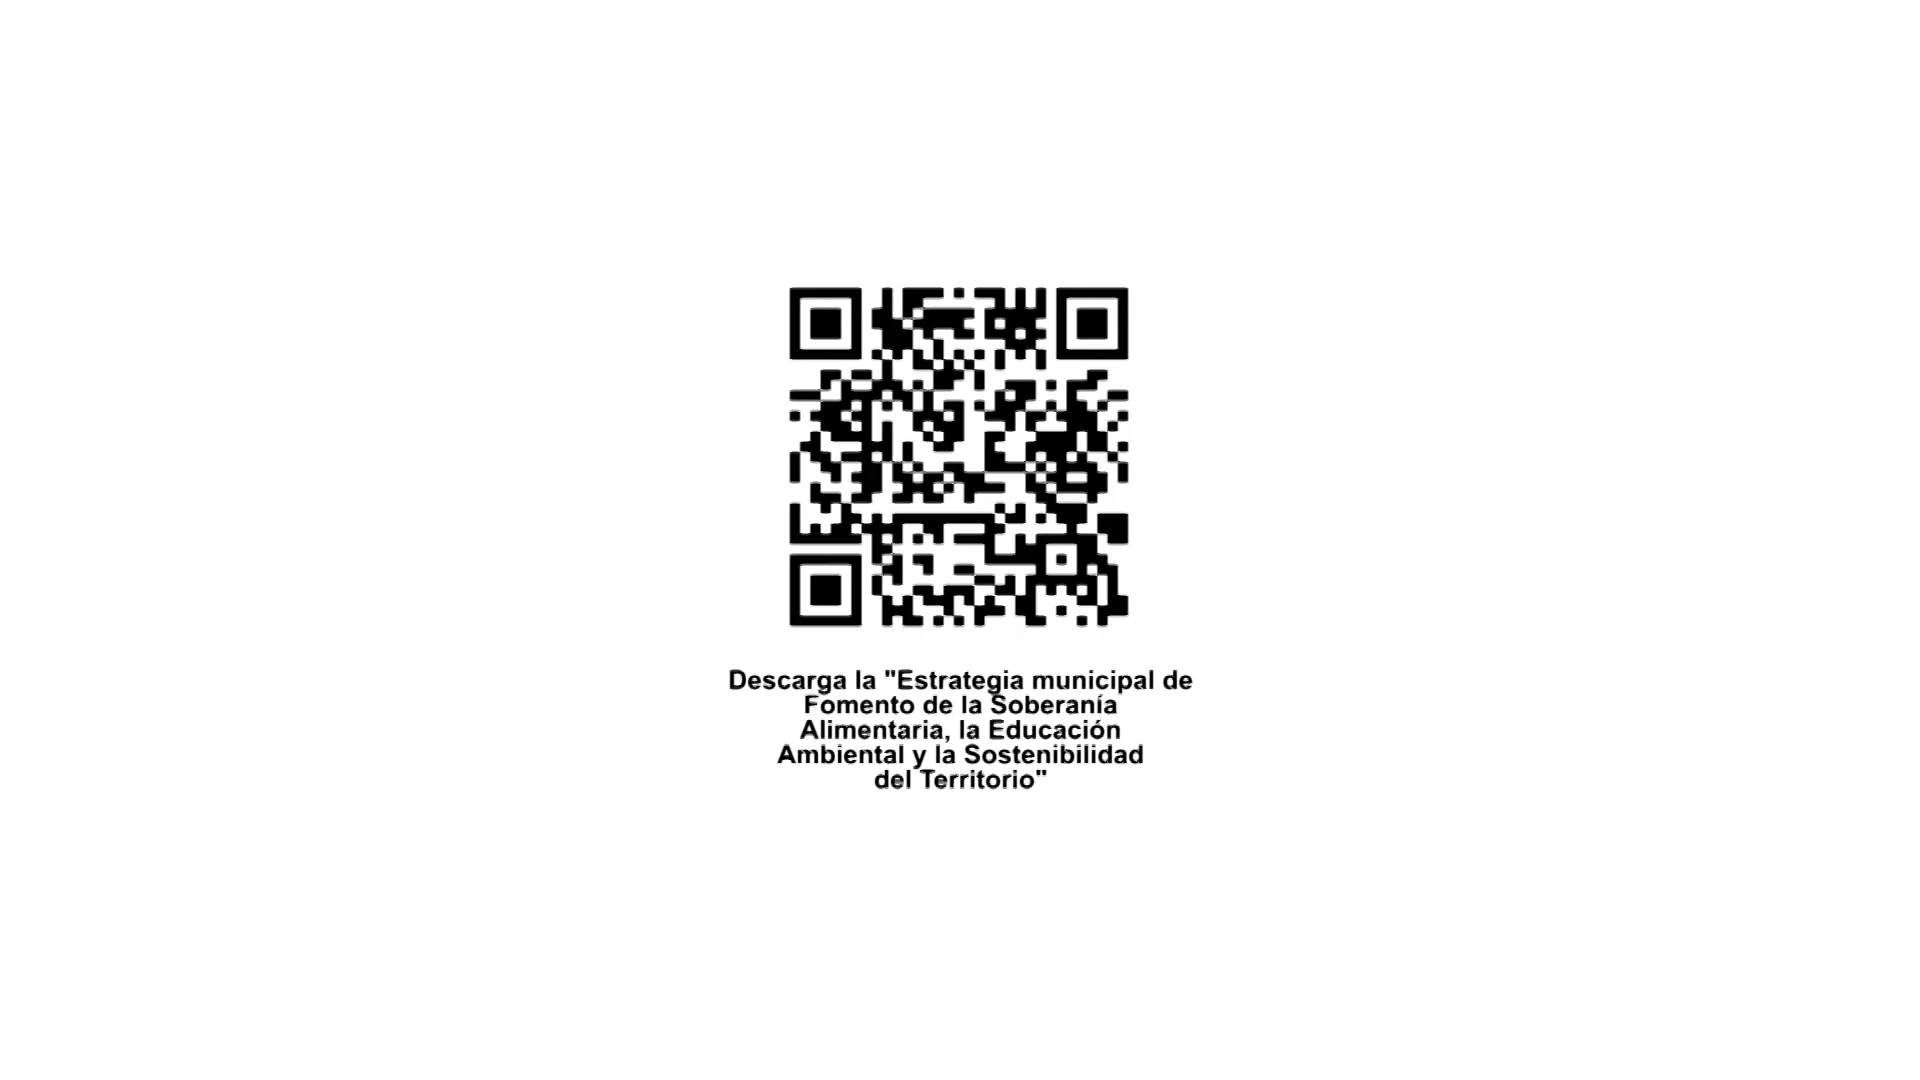 Descarga la "Estrategia municipal de
Fomento de la Soberanía
Alimentaria, la Educación
Ambiental y la Sostenibilidad
del Territorio"